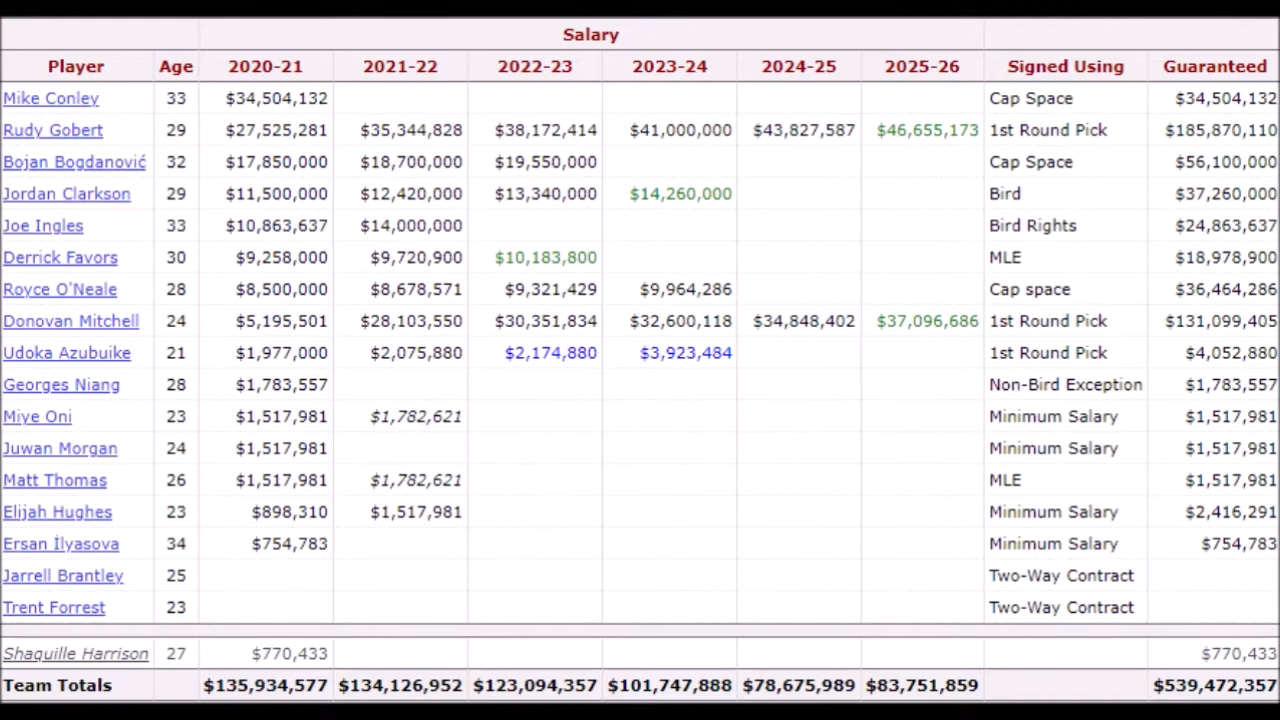 Salary
Player Age 2020-21 2021-22 2022-23 2023-24 2024-25 2025-26 Signed Using Guaranteed
Mike Conley 33 $34,504,132 Cap Space $34,504,132
Rudy Gobert 29 $27,525,281 $35,344,828 $38,172,414 $41,000,000 $43,827,587 $46,655,173 1st Round Pick $185,870,110
Bojan Bogdanović 32 $17,850,000 $18,700,000 $19,550,000 Cap Space $56,100,000
Jordan Clarkson 29 $11,500,000 $12,420,000 $13,340,000 $14,260,000 Bird $37,260,000
Joe Ingles 33 $10,863,637 $14,000,000 Bird Rights $24,863,637
Derrick Favors 30 $9,258,000 $9,720,900 $10,183,800 MLE $18,978,900
Royce O'Neale 28 $8,500,000 $8,678,571 $9,321,429 $9,964,286 Cap space $36,464,286
Donovan Mitchell 24 $5,195,501 $28,103,550 $30,351,834 $32,600,118 $34,848,402 $37,096,686 1st Round Pick $131,099,405
Udoka Azubuike 21 $1,977,000 $2,075,880 $2,174,880 $3,923,484 1st Round Pick $4,052,880
Georges Niang 28 $1,783,557 Non-Bird Exception $1,783,557
Miye Oni 23 $1,517,981 $1,782,621 Minimum Salary $1,517,981
Juwan Morgan 24 $1,517,981 Minimum Salary $1,517,981
Matt Thomas 26 $1,517,981 $1,782,621 MLE $1,517,981
Elijah Hughes 23 $898,310 $1,517,981 Minimum Salary $2,416,291
Ersan İlyasova 34 $754,783 Minimum Salary $754,783
Jarrell Brantley 25 Two-Way Contract
Trent Forrest 23 Two-Way Contract
Shaquille Harrison 27 $770,433 $770,433
Team Totals $135,934,577 $134,126,952 $123,094,357 $101,747,888 $78,675,989 $83,751,859 $539,472,357